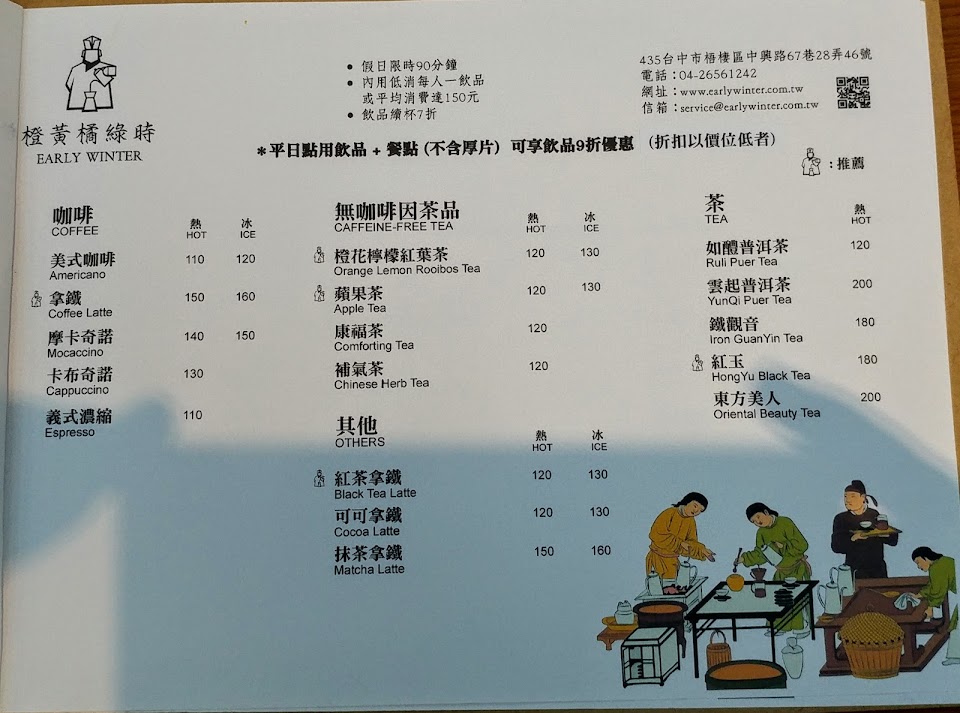 橙黃橘綠時
EARLY WINTER
• 假日限時90分鐘
• 內用低消每人一飲品
或平均消費達150元
• 飲品續杯7折
435台中市梧棲區中興路67巷28弄46號
電話：04-26561242
網址：www.earlywinter.com.tw
信箱：service@earlywinter.com.tw
＊平日點用飲品 + 餐點 (不含厚片) 可享飲品9折優惠 (折扣以價位低者)
：推薦
咖啡
COFFEE
熱 冰
HOT ICE
美式咖啡 110 120
Americano
拿鐵 150 160
Coffee Latte
摩卡奇諾 140 150
Mocaccino
卡布奇諾 130
Cappuccino
義式濃縮 110
Espresso
無咖啡因茶品
CAFFEINE-FREE TEA
熱 冰
HOT ICE
橙花檸檬紅葉茶 120 130
Orange Lemon Rooibos Tea
蘋果茶 120 130
Apple Tea
康福茶 120
Comforting Tea
補氣茶 120
Chinese Herb Tea
其他
OTHERS
熱 冰
HOT ICE
紅茶拿鐵 120 130
Black Tea Latte
可可拿鐵 120 130
Cocoa Latte
抹茶拿鐵 150 160
Matcha Latte
茶
TEA
熱
HOT
如醴普洱茶 120
Ruli Puer Tea
雲起普洱茶 200
YunQi Puer Tea
鐵觀音 180
Iron GuanYin Tea
紅玉 180
HongYu Black Tea
東方美人 200
Oriental Beauty Tea